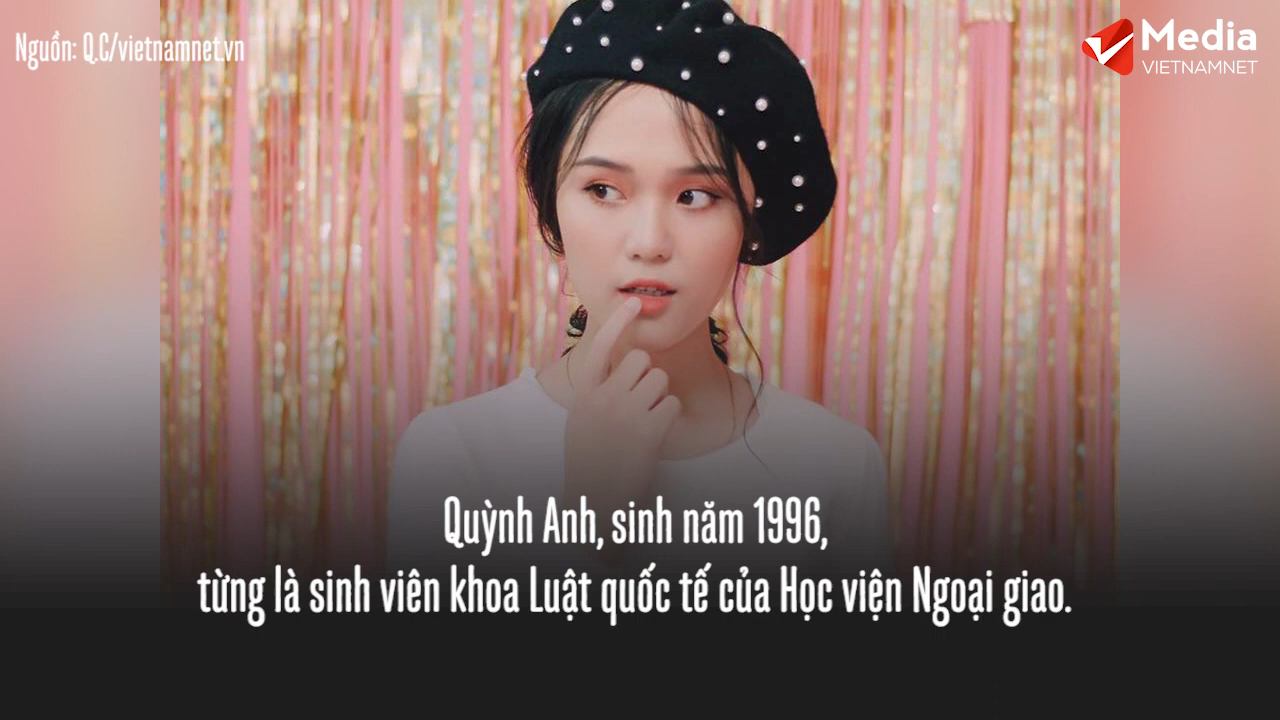 Nguồn: Q.C/vietnamnet.vn
Media
VIETNAMNET
Quỳnh Anh, sinh năm 1996,
từng là sinh viên khoa Luật quốc tế của Học viện Ngoại giao.